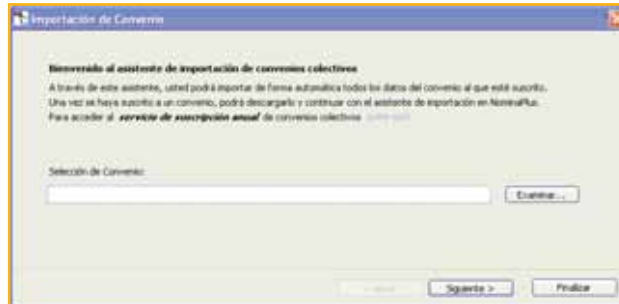 Importación de Convenio
Bienvenido al asistente de importación de convenios colectivos
A través de este asistente, usted podrá importar de forma automática todos los datos del convenio al que esté suscrito.
Una vez se haya suscrito a un convenio, podrá descargarlo y continuar con el asistente de importación en NominaPlus.
Para acceder al servicio de suscripción anual de convenios colectivos
Selección de Convenio:
Examinar...
Siguiente > Finalizar